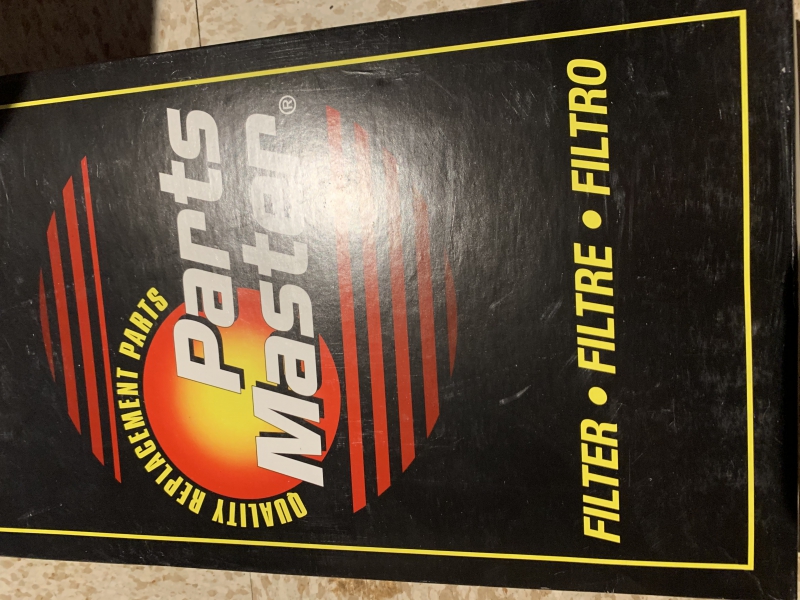 Parts
Master®
QUALITY REPLACEMENT PARTS
FILTER • FILTRE • FILTRO